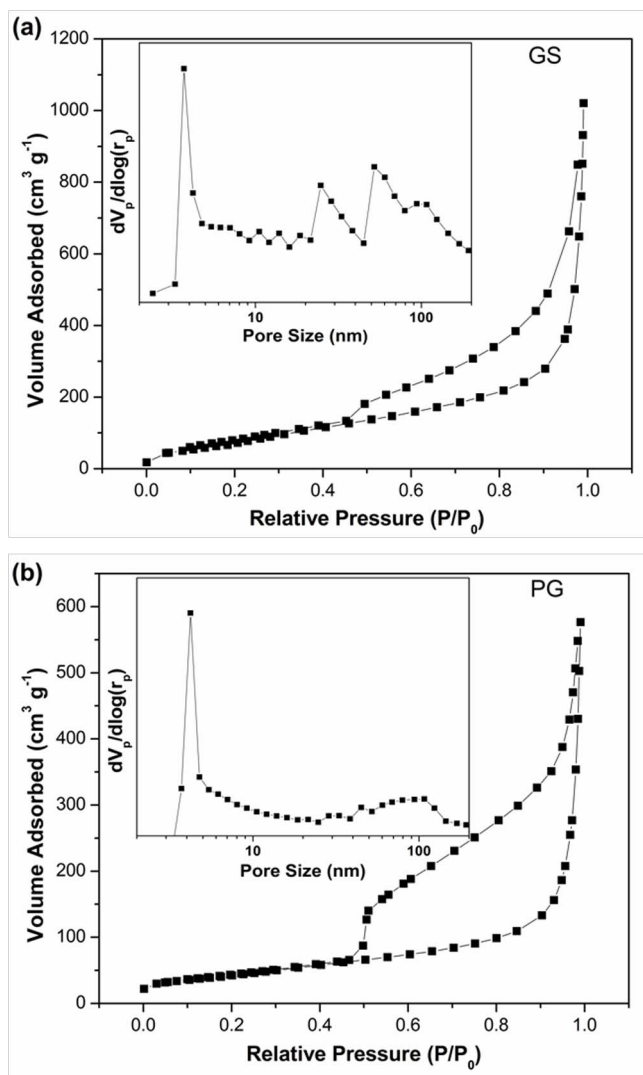 (a)
GS
1200
1000
800
600
400
200
0
0.0 0.2 0.4 0.6 0.8 1.0
Volume Adsorbed (cm³ g⁻¹)
Relative Pressure (P/P₀)
dVₚ/dlog(rₚ)
10 100
Pore Size (nm)
(b)
PG
600
500
400
300
200
100
0
0.0 0.2 0.4 0.6 0.8 1.0
Volume Adsorbed (cm³ g⁻¹)
Relative Pressure (P/P₀)
dVₚ/dlog(rₚ)
10 100
Pore Size (nm)